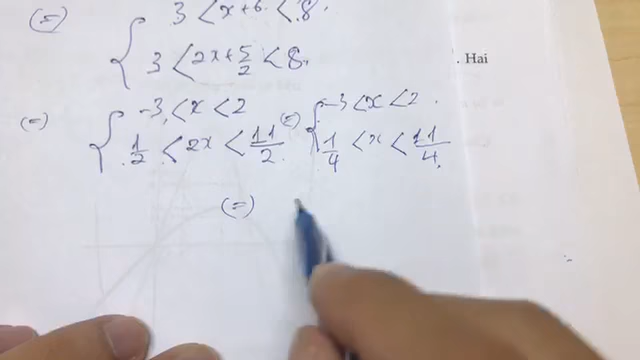 (=) { 3 < x + 6 < 8.
3 < 2x + 5/2 < 8.
. Hai
(=) { -3 < x < 2 (=) { -3 < x < 2.
1/2 < 2x < 11/2. 1/4 < x < 11/4.
(=)